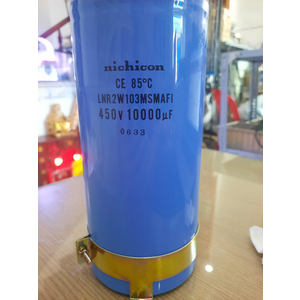 nichicon
CE 85°C
LNR2W103MSMAFI
450V 10000µF
0633